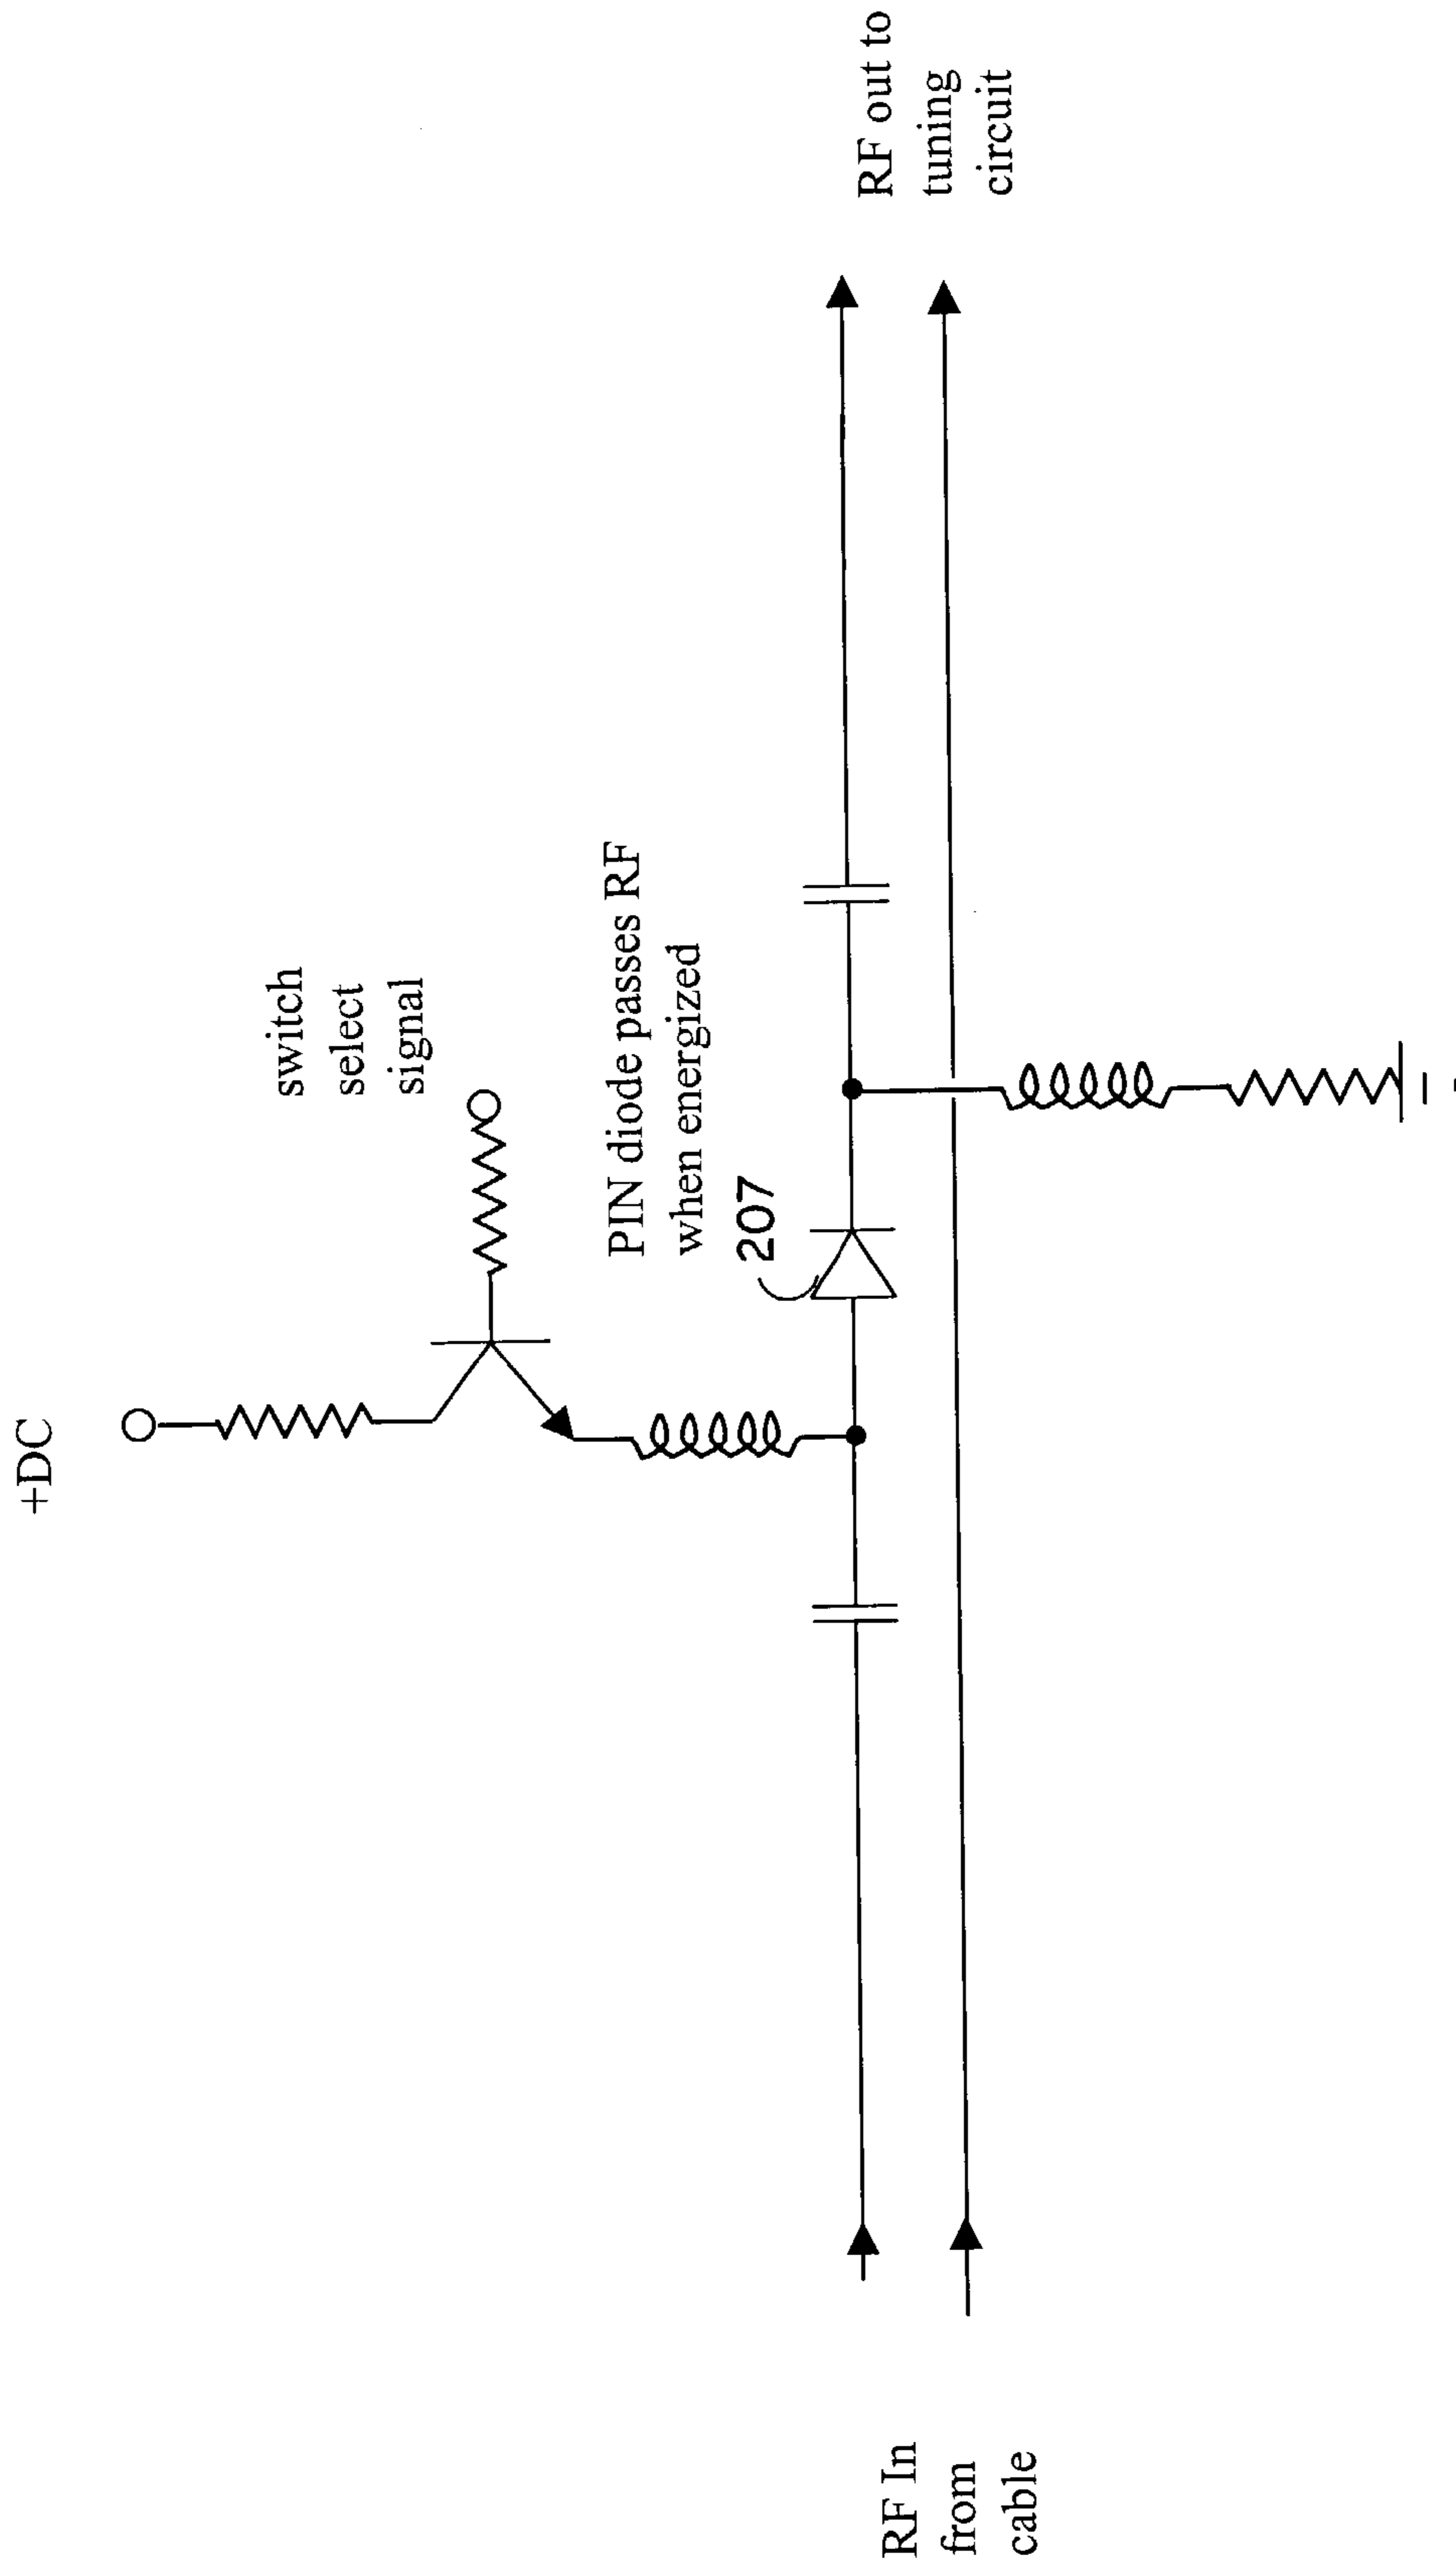 +DC
switch
select
signal
PIN diode passes RF
when energized
207
RF In
from
cable
RF out to
tuning
circuit